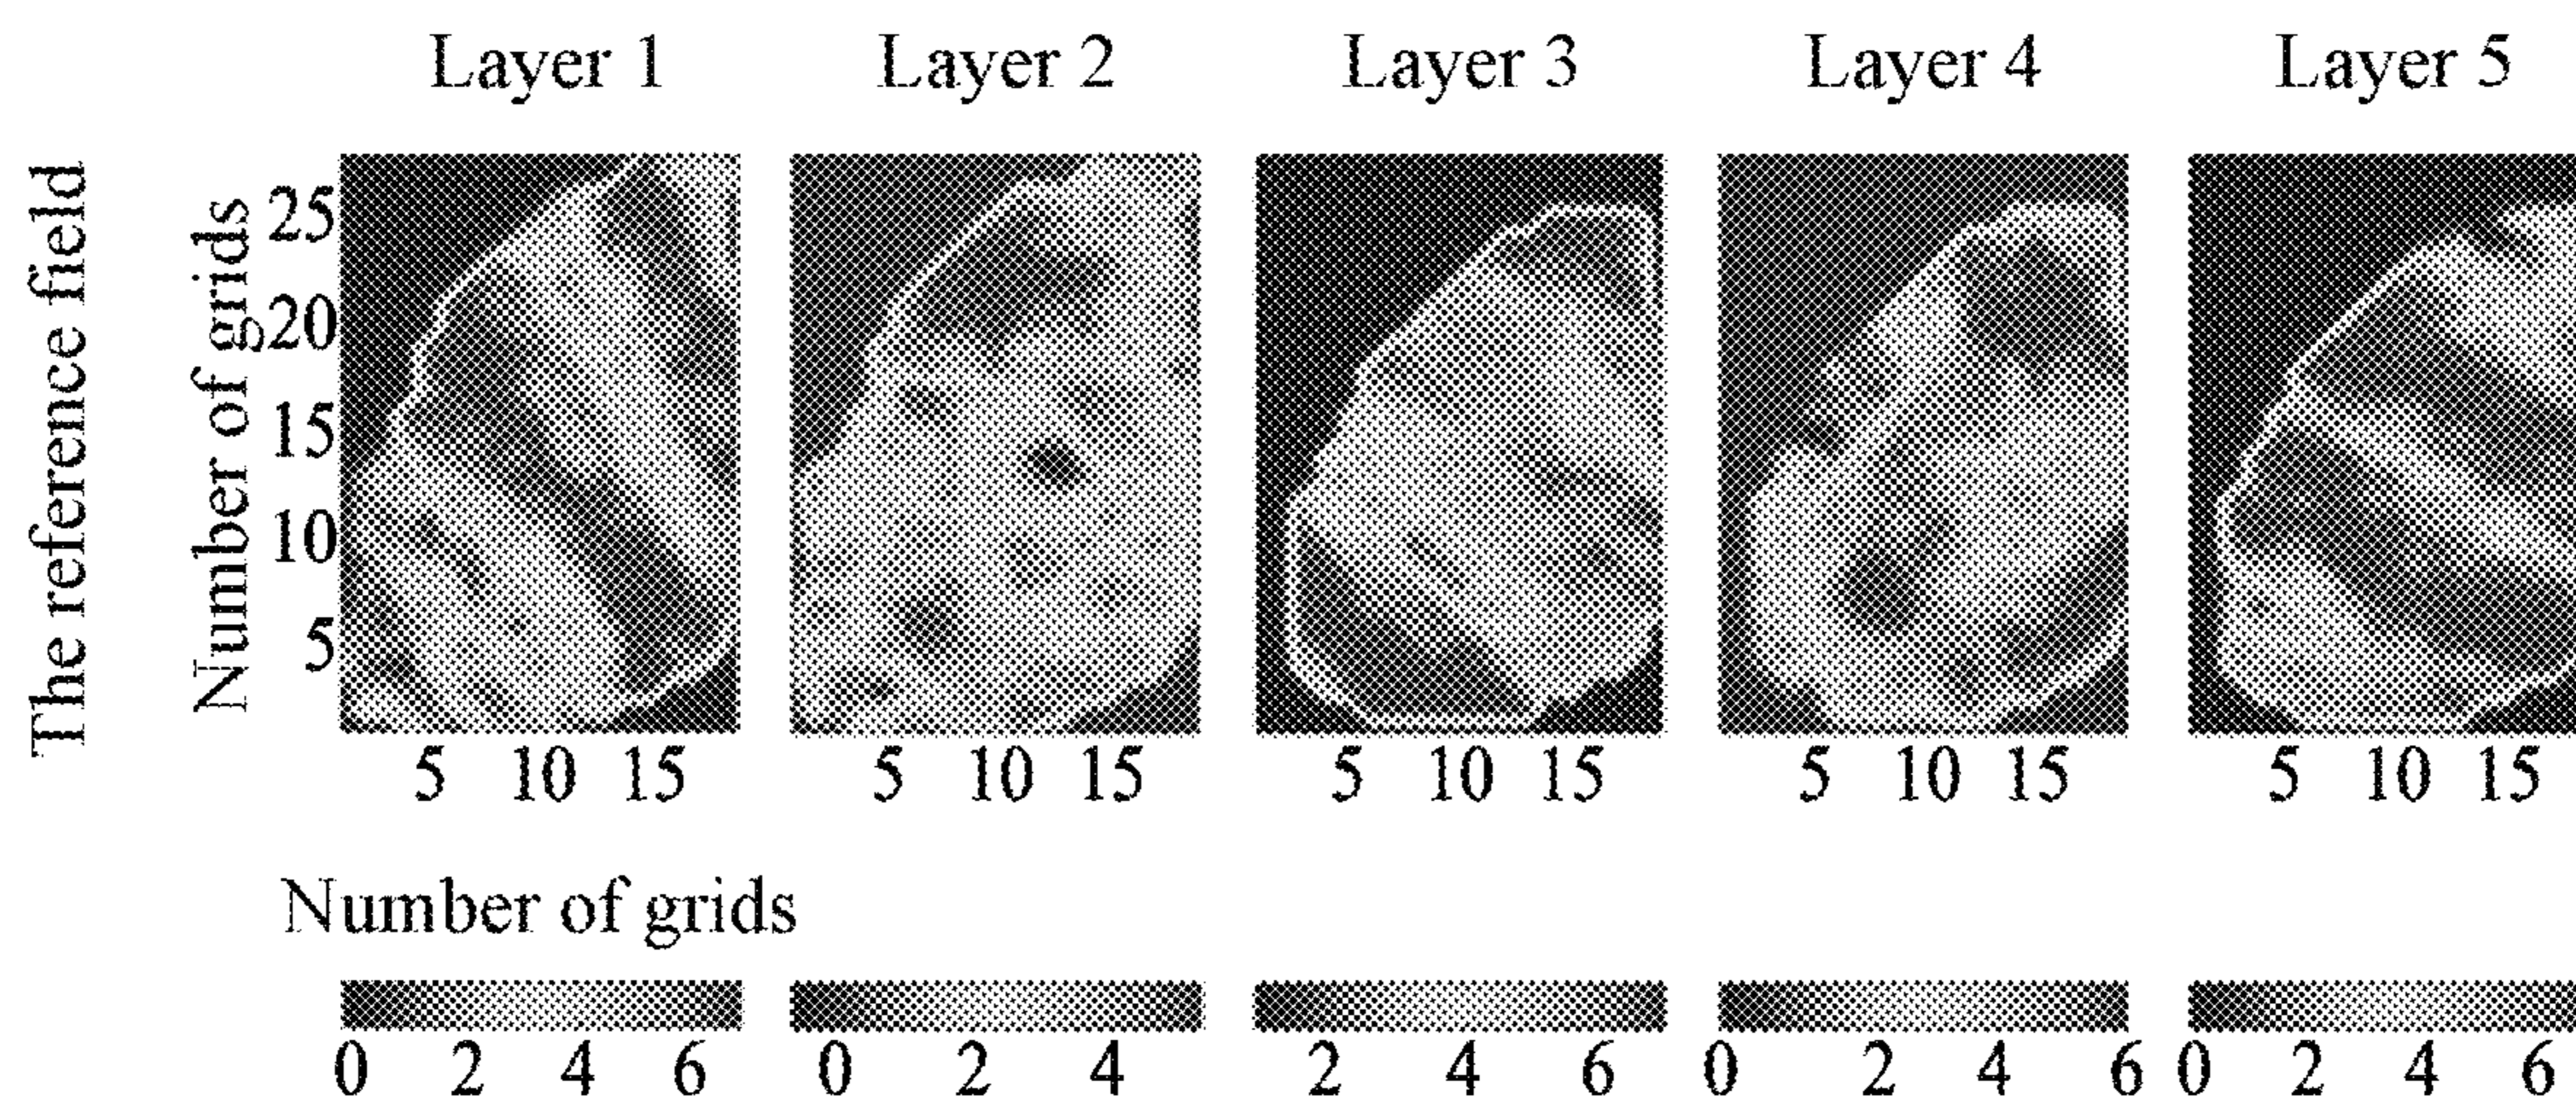 Layer 1 Layer 2 Layer 3 Layer 4 Layer 5
The reference field
Number of grids
25
20
15
10
5
5 10 15 5 10 15 5 10 15 5 10 15 5 10 15
Number of grids
0 2 4 6 0 2 4 2 4 6 0 2 4 6 0 2 4 6